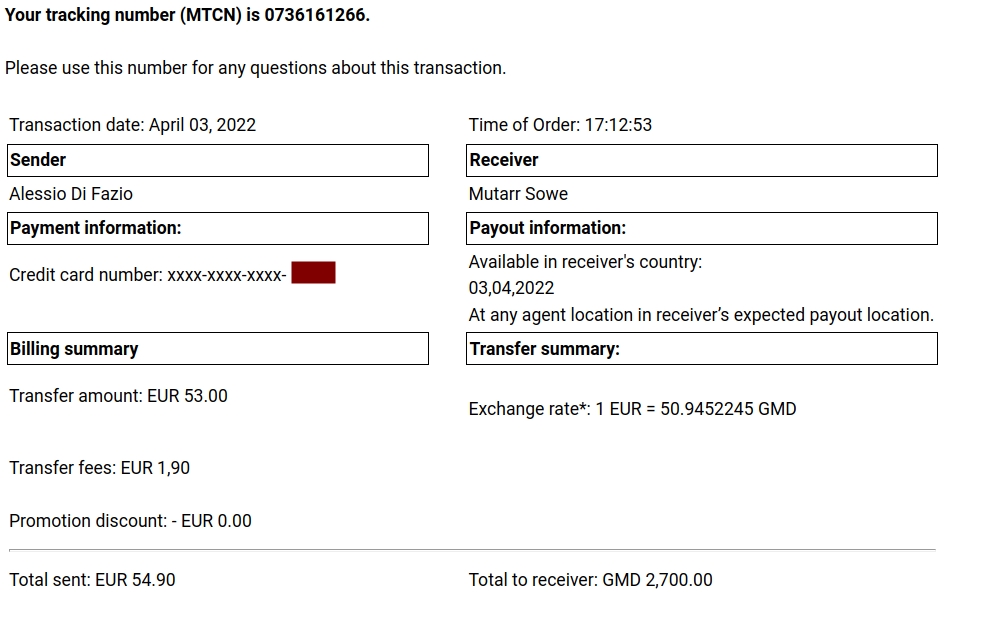 Your tracking number (MTCN) is 0736161266.
Please use this number for any questions about this transaction.
Transaction date: April 03, 2022
Time of Order: 17:12:53
Sender
Receiver
Alessio Di Fazio
Mutarr Sowe
Payment information:
Payout information:
Credit card number: xxxx-xxxx-xxxx-
Available in receiver's country:
03,04,2022
At any agent location in receiver’s expected payout location.
Billing summary
Transfer summary:
Transfer amount: EUR 53.00
Exchange rate*: 1 EUR = 50.9452245 GMD
Transfer fees: EUR 1,90
Promotion discount: - EUR 0.00
Total sent: EUR 54.90
Total to receiver: GMD 2,700.00